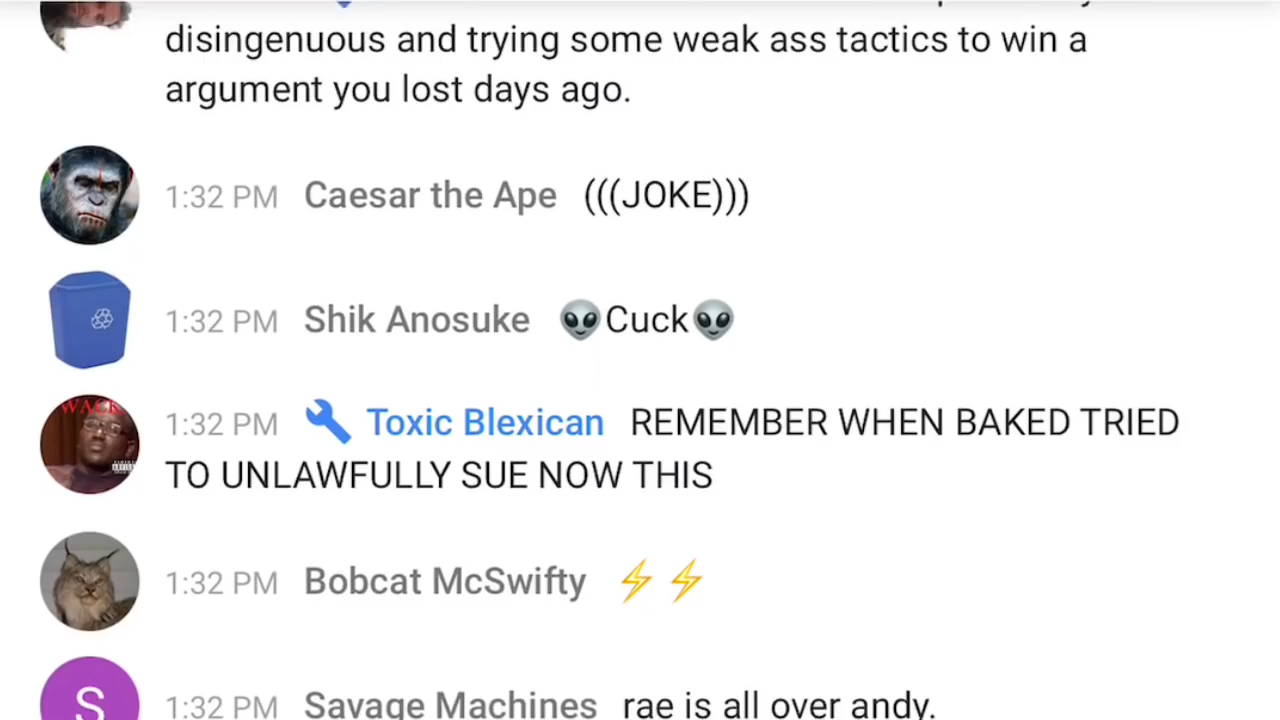 disingenuous and trying some weak ass tactics to win a
argument you lost days ago.
1:32 PM Caesar the Ape (((JOKE)))
1:32 PM Shik Anosuke 👽Cuck👽
WACK
1:32 PM Toxic Blexican REMEMBER WHEN BAKED TRIED
TO UNLAWFULLY SUE NOW THIS
1:32 PM Bobcat McSwifty ⚡⚡
S
1:32 PM Savage Machines rae is all over andy.